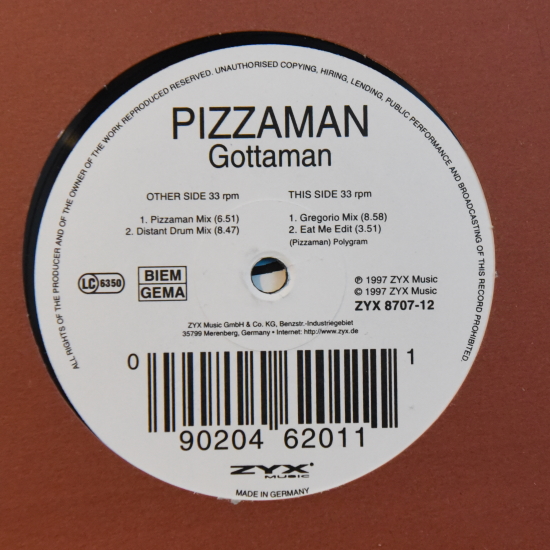 ALL RIGHTS OF THE PRODUCER AND OF THE OWNER OF THE WORK REPRODUCED RESERVED. UNAUTHORISED COPYING, HIRING, LENDING, PUBLIC PERFORMANCE AND BROADCASTING OF THIS RECORD PROHIBITED.
PIZZAMAN
Gottaman
OTHER SIDE 33 rpm
1. Pizzaman Mix (6.51)
2. Distant Drum Mix (8.47)
THIS SIDE 33 rpm
1. Gregorio Mix (8.58)
2. Eat Me Edit (3.51)
(Pizzaman) Polygram
LC 6350
BIEM
GEMA
℗ 1997 ZYX Music
© 1997 ZYX Music
ZYX 8707-12
ZYX Music GmbH & Co. KG, Benzstr.-Industriegebiet
35799 Merenberg, Germany • Internet: http://www.zyx.de
0 90204 62011 1
ZYX
MUSIC
MADE IN GERMANY